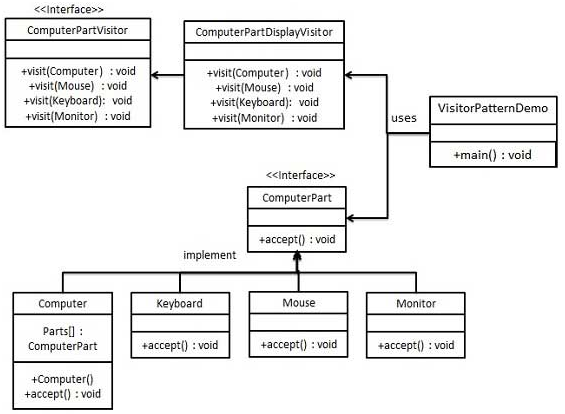 <<Interface>>
ComputerPartVisitor
+visit(Computer) : void
+visit(Mouse) : void
+visit(Keyboard): void
+visit(Monitor) : void
ComputerPartDisplayVisitor
+visit(Computer) : void
+visit(Mouse) : void
+visit(Keyboard): void
+visit(Monitor) : void
uses
VisitorPatternDemo
+main() : void
<<Interface>>
ComputerPart
+accept() : void
implement
Computer
Parts[] :
ComputerPart
+Computer()
+accept() : void
Keyboard
+accept() : void
Mouse
+accept() : void
Monitor
+accept() : void